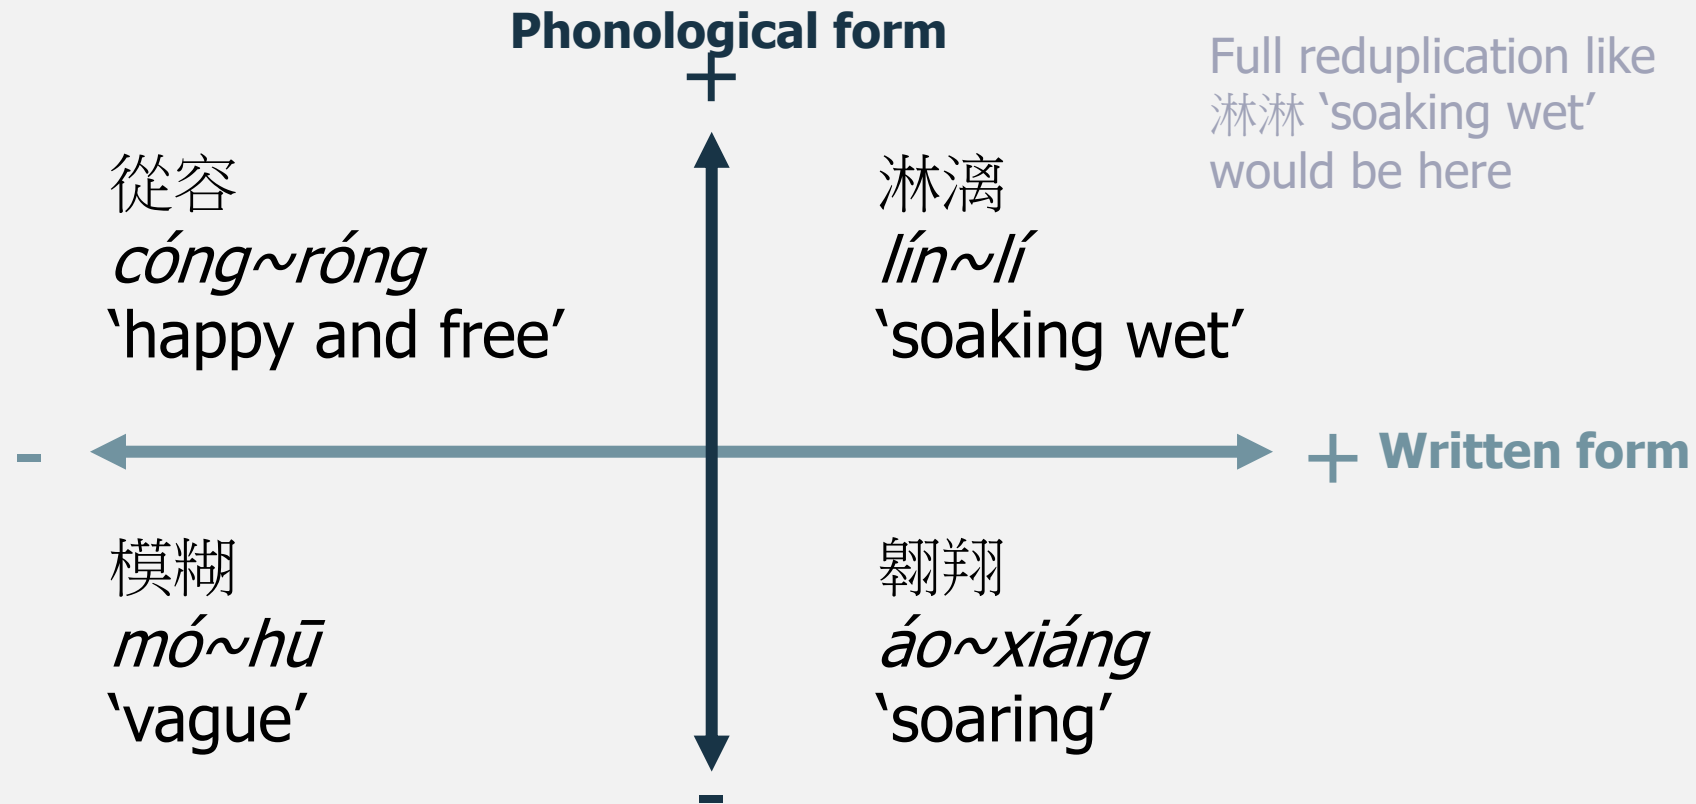 Phonological form
+
Full reduplication like
淋淋 ‘soaking wet’
would be here
從容
cóng~róng
‘happy and free’
淋漓
lín~lí
‘soaking wet’
-
+
Written form
模糊
mó~hū
‘vague’
翱翔
áo~xiáng
‘soaring’
-